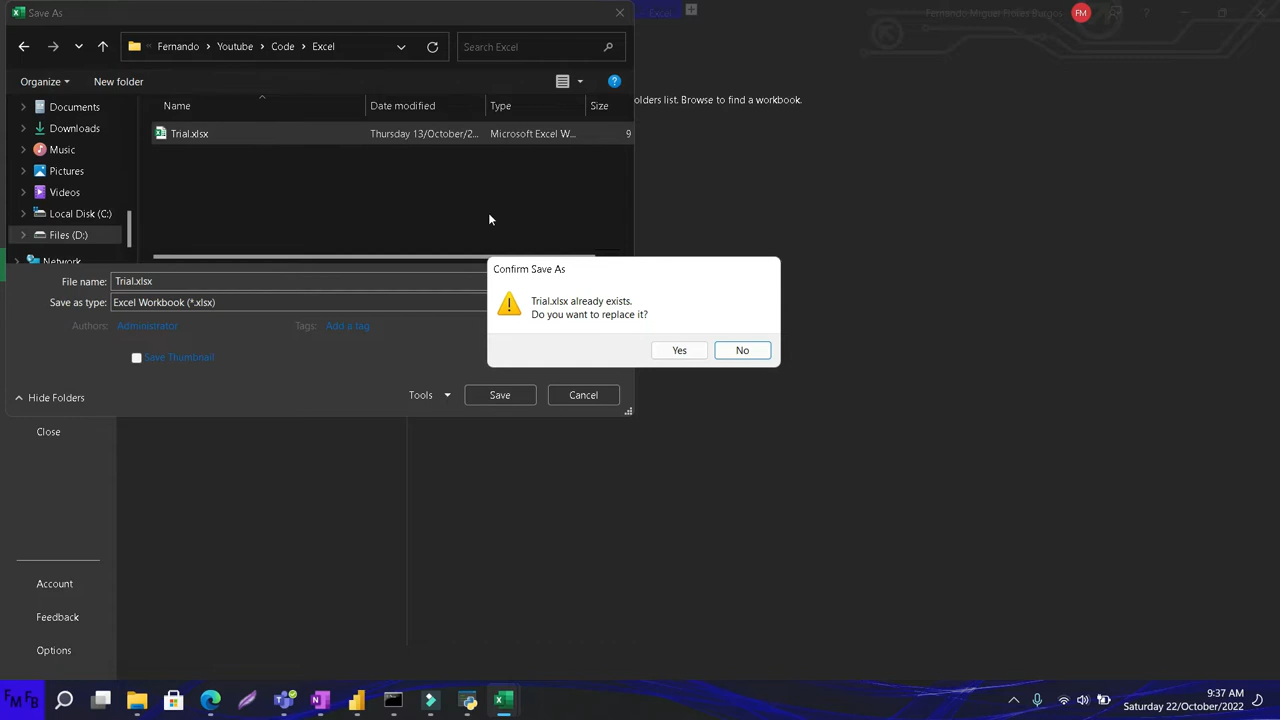 Save As
- Excel
Fernando Miguel Flores Burgos
FM
?
Fernando
Youtube
Code
Excel
Search Excel
Organize
New folder
?
Name
Date modified
Type
Size
olders list. Browse to find a workbook.
Documents
Downloads
Music
Pictures
Videos
Local Disk (C:)
Files (D:)
Network
Trial.xlsx
Thursday 13/October/2...
Microsoft Excel W...
9
File name:
Trial.xlsx
Save as type:
Excel Workbook (*.xlsx)
Authors:
Administrator
Tags:
Add a tag
Save Thumbnail
Confirm Save As
Trial.xlsx already exists.
Do you want to replace it?
Yes
No
Hide Folders
Tools
Save
Cancel
Close
Account
Feedback
Options
FMFB
9:37 AM
Saturday 22/October/2022